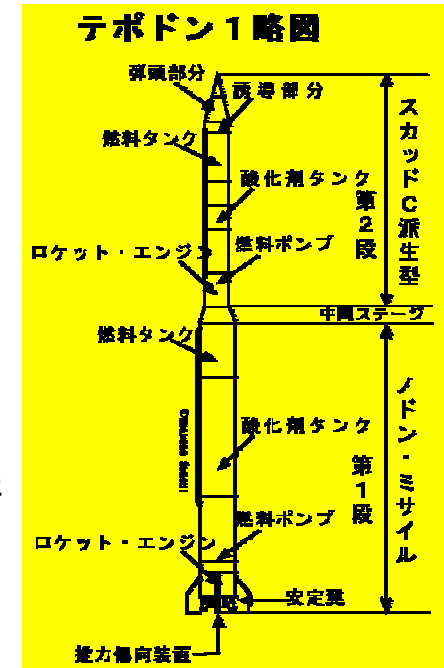 テポドン１略図
弾頭部分
誘導部分
燃料タンク
酸化剤タンク
燃料ポンプ
ロケット・エンジン
スカッドＣ派生型
第２段
中間ステージ
燃料タンク
酸化剤タンク
燃料ポンプ
ロケット・エンジン
ノドン・ミサイル
第１段
安定翼
推力偏向装置